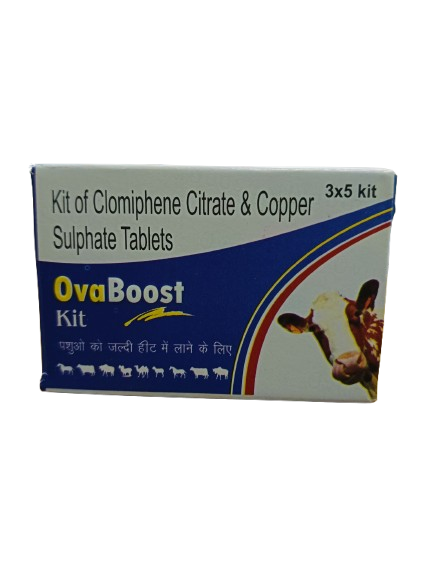 Kit of Clomiphene Citrate & Copper
Sulphate Tablets
3x5 kit
OvaBoost
Kit
पशुओ को जल्दी हीट में लाने के लिए